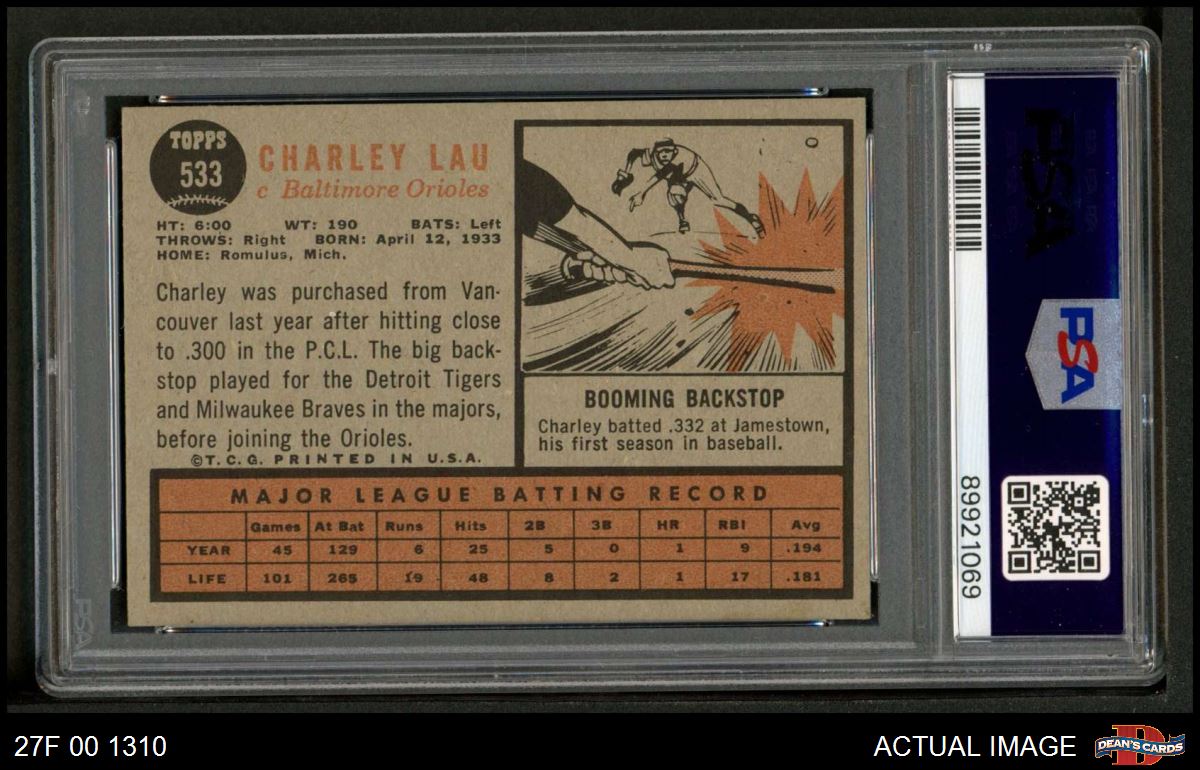 TOPPS
533
CHARLEY LAU
c Baltimore Orioles
HT: 6:00 WT: 190 BATS: Left
THROWS: Right BORN: April 12, 1933
HOME: Romulus, Mich.
Charley was purchased from Van-
couver last year after hitting close
to .300 in the P.C.L. The big back-
stop played for the Detroit Tigers
and Milwaukee Braves in the majors,
before joining the Orioles.
©T.C.G. PRINTED IN U.S.A.
BOOMING BACKSTOP
Charley batted .332 at Jamestown,
his first season in baseball.
MAJOR LEAGUE BATTING RECORD
Games At Bat Runs Hits 2B 3B HR RBI Avg
YEAR 45 129 6 25 5 0 1 9 .194
LIFE 101 265 19 48 8 2 1 17 .181
PSA
PSA
89921069
PSA
27F 00 1310
ACTUAL IMAGE
DEAN'S CARDS